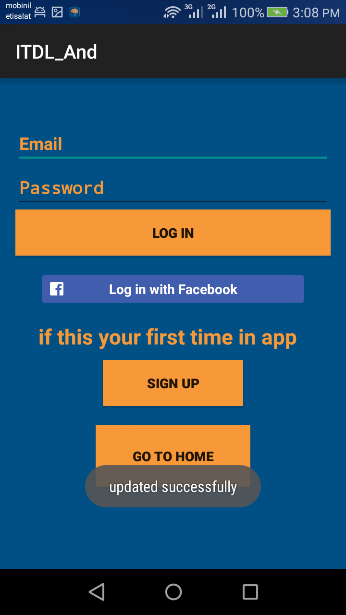 mobinil
etisalat
3G
2G
100%
3:08 PM
ITDL_And
Email
Password
LOG IN
Log in with Facebook
if this your first time in app
SIGN UP
GO TO HOME
updated successfully